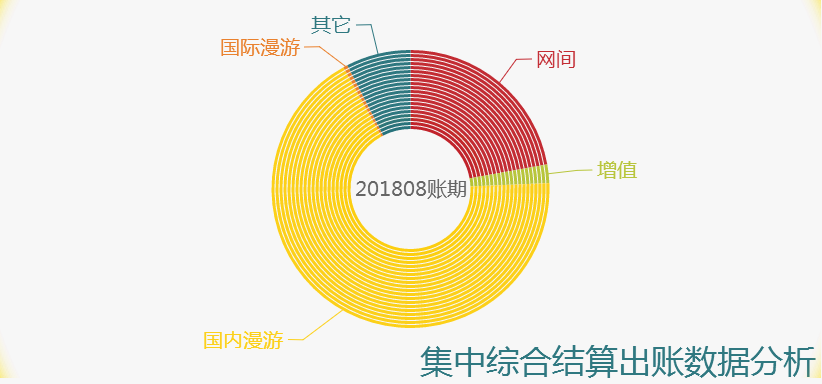 其它
国际漫游
网间
增值
201808账期
国内漫游
集中综合结算出账数据分析